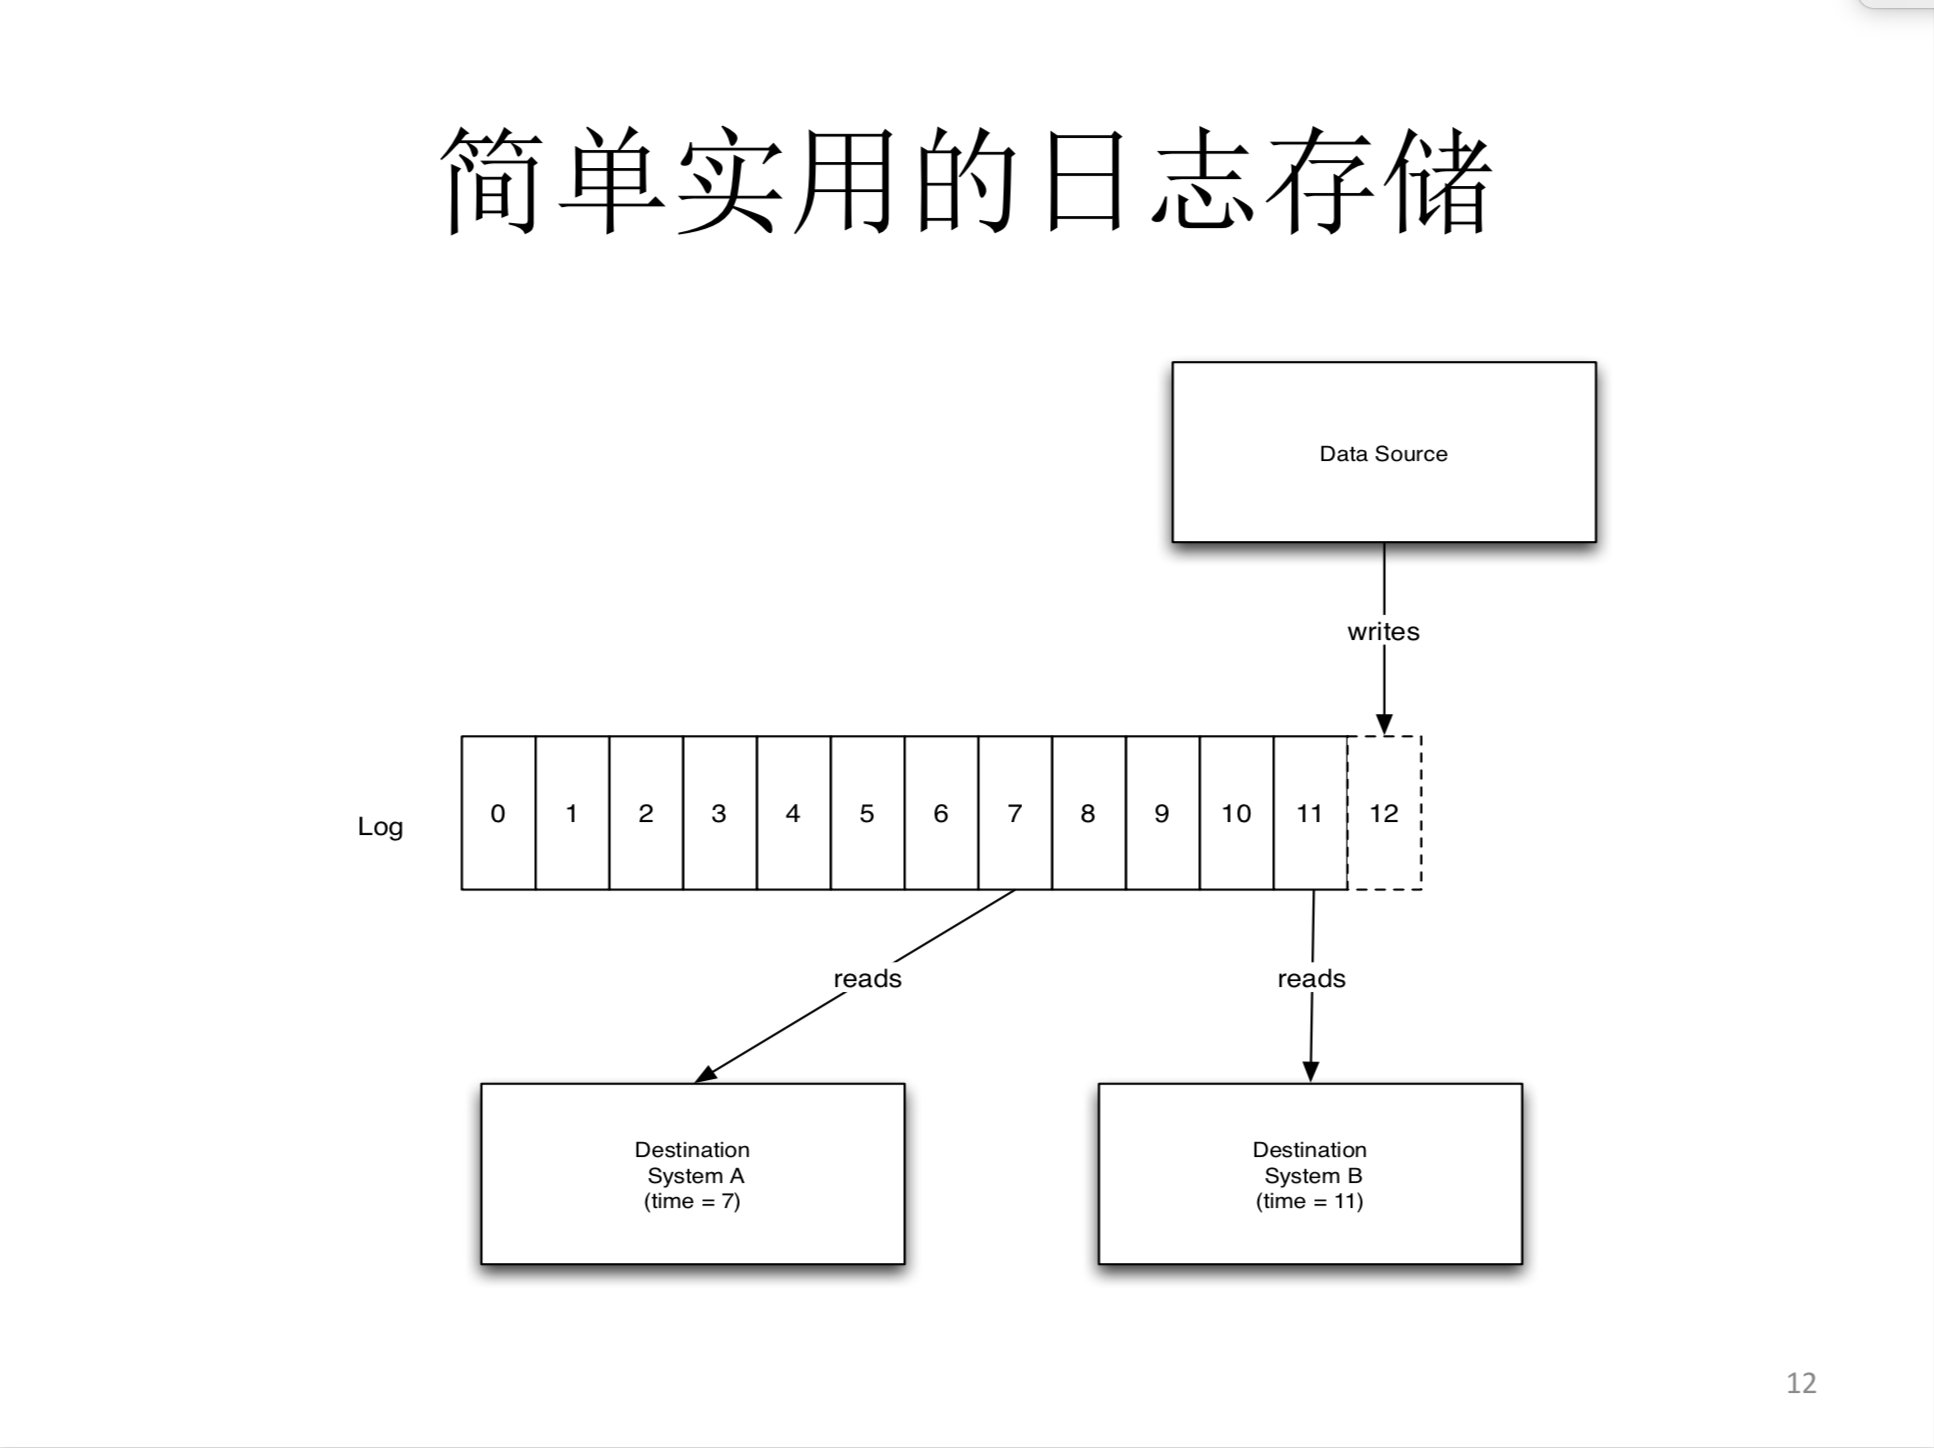 简单实用的日志存储
Data Source
writes
Log
0 1 2 3 4 5 6 7 8 9 10 11 12
reads
reads
Destination
System A
(time = 7)
Destination
System B
(time = 11)
12